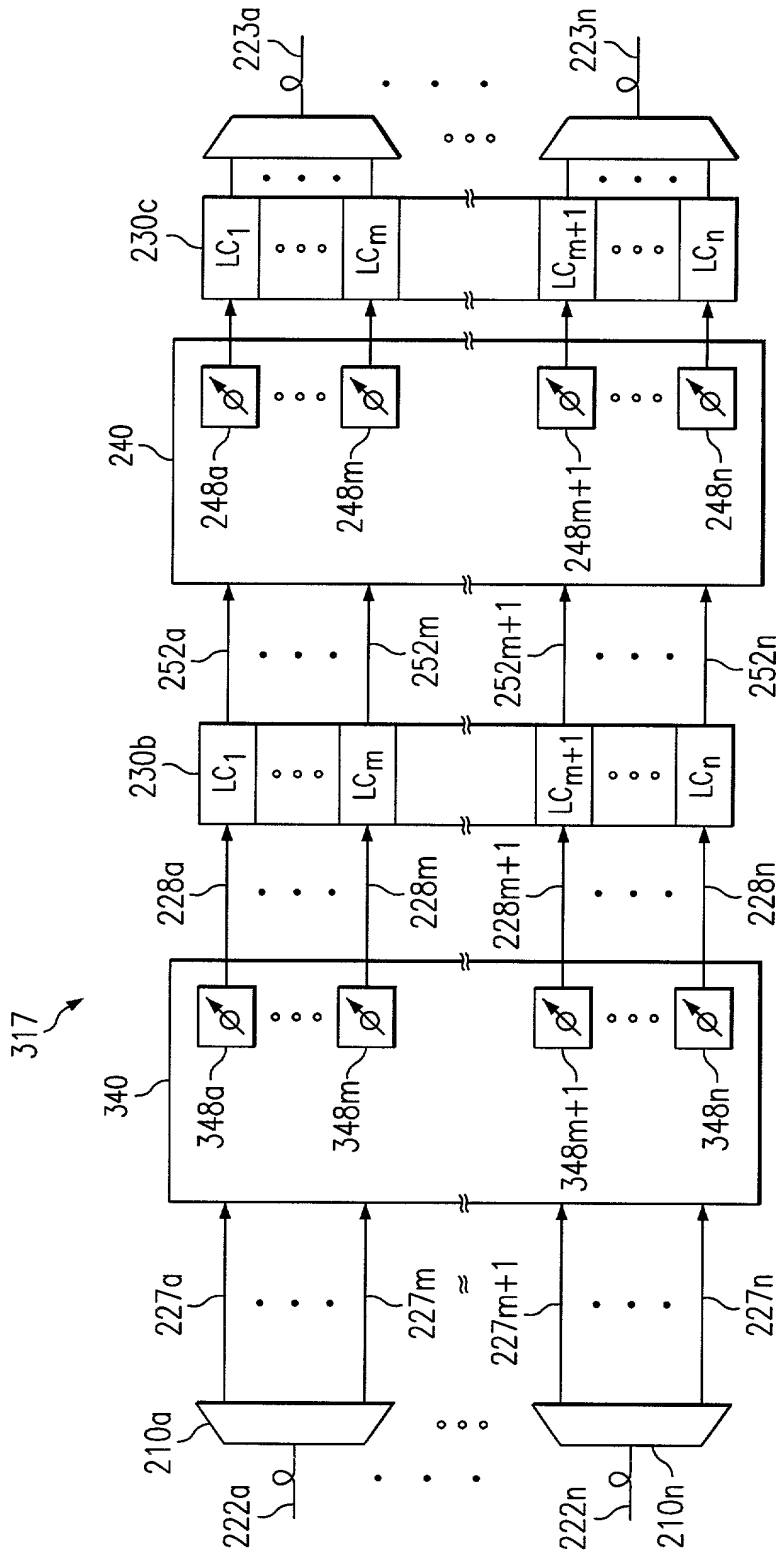 317
222a
210a
227a
227m
227m+1
227n
222n
210n
340
348a
348m
348m+1
348n
228a
228m
228m+1
228n
230b
LC1
LCm
LCm+1
LCn
252a
252m
252m+1
252n
240
248a
248m
248m+1
248n
230c
LC1
LCm
LCm+1
LCn
223a
223n